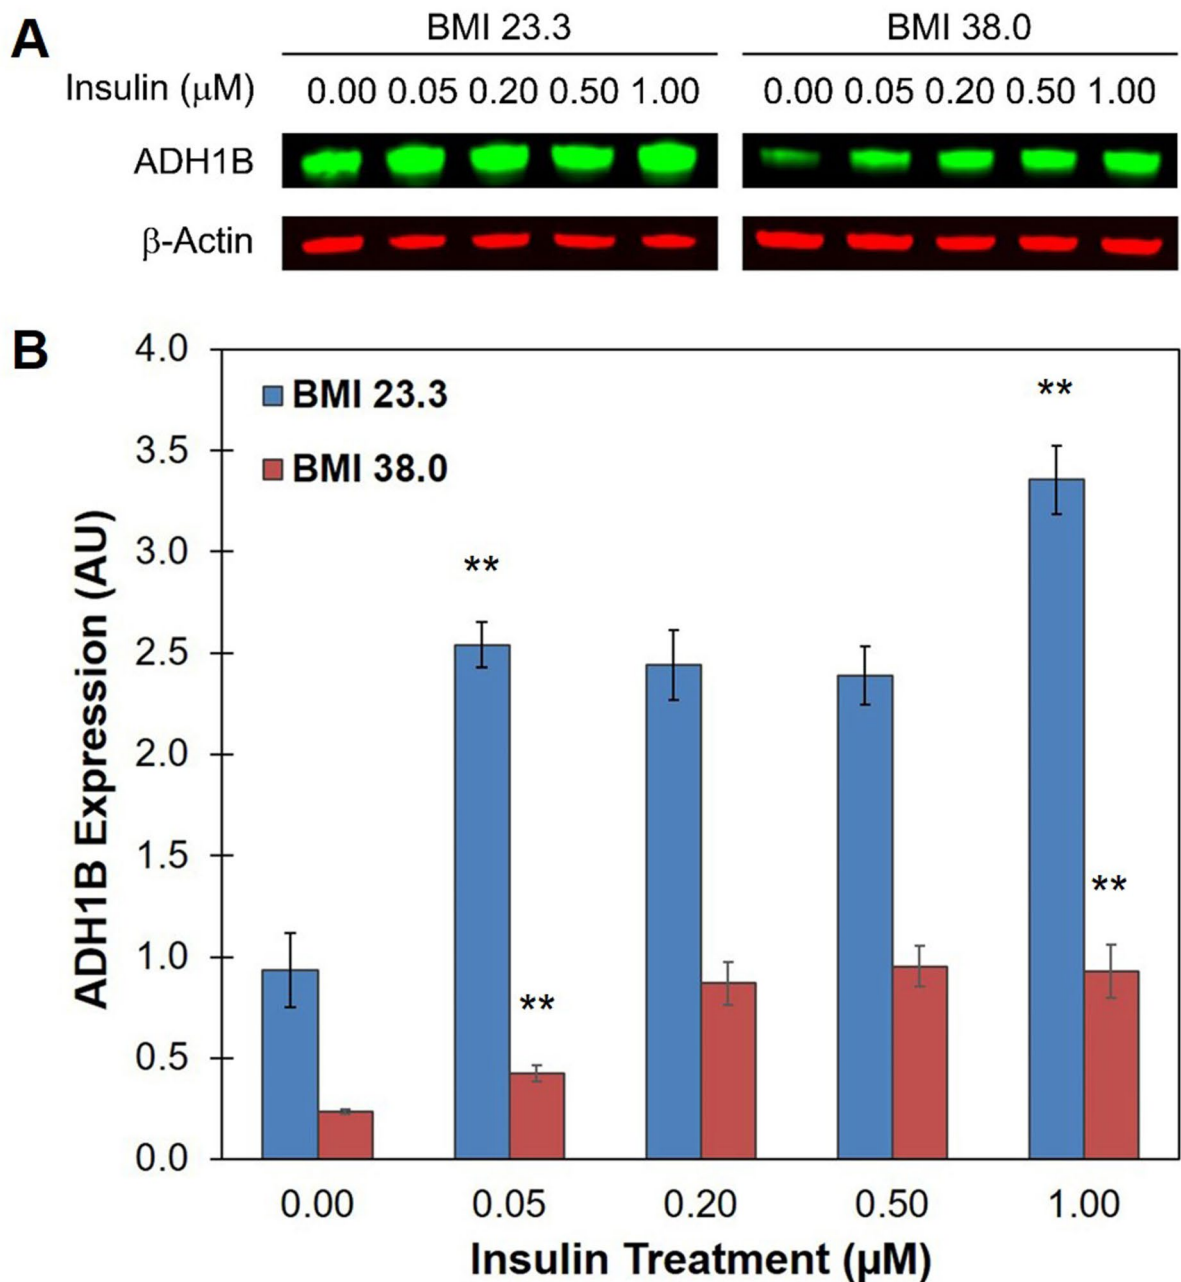 A
BMI 23.3 BMI 38.0
Insulin (μM) 0.00 0.05 0.20 0.50 1.00 0.00 0.05 0.20 0.50 1.00
ADH1B
β-Actin
B
4.0
BMI 23.3
**
3.5
BMI 38.0
3.0
**
2.5
2.0
1.5
**
1.0
**
0.5
0.0
ADH1B Expression (AU)
0.00 0.05 0.20 0.50 1.00
Insulin Treatment (μM)